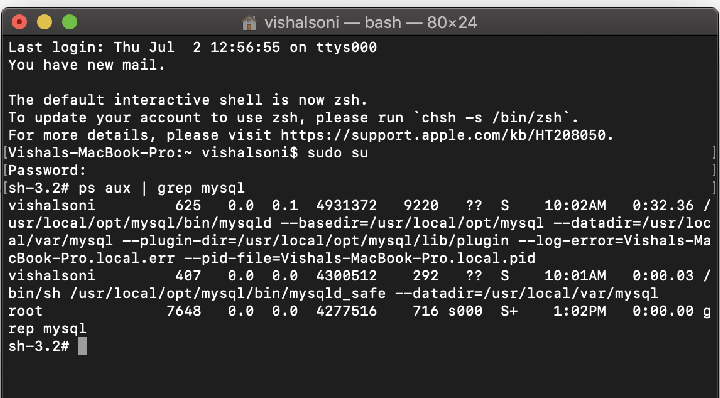 vishalsoni — bash — 80×24
Last login: Thu Jul  2 12:56:55 on ttys000
You have new mail.
The default interactive shell is now zsh.
To update your account to use zsh, please run `chsh -s /bin/zsh`.
For more details, please visit https://support.apple.com/kb/HT208050.
[Vishals-MacBook-Pro:~ vishalsoni$ sudo su ]
[Password: ]
[sh-3.2# ps aux | grep mysql ]
vishalsoni         625   0.0  0.1  4931372   9220   ??  S    10:02AM   0:32.36 /
usr/local/opt/mysql/bin/mysqld --basedir=/usr/local/opt/mysql --datadir=/usr/loc
al/var/mysql --plugin-dir=/usr/local/opt/mysql/lib/plugin --log-error=Vishals-Ma
cBook-Pro.local.err --pid-file=Vishals-MacBook-Pro.local.pid
vishalsoni         407   0.0  0.0  4300512    292   ??  S    10:01AM   0:00.03 /
bin/sh /usr/local/opt/mysql/bin/mysqld_safe --datadir=/usr/local/var/mysql
root              7648   0.0  0.0  4277516    716 s000  S+    1:02PM   0:00.00 g
rep mysql
sh-3.2#